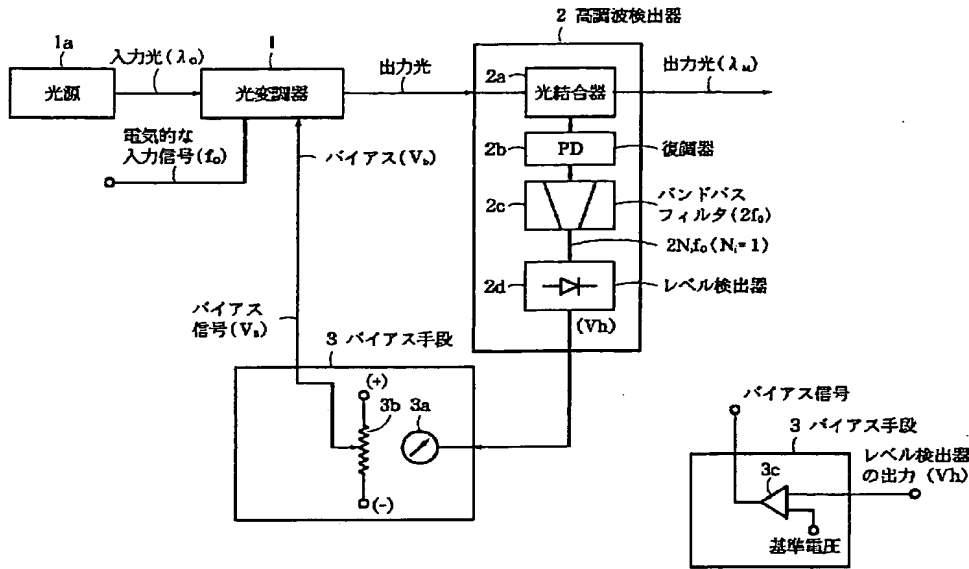 2 高調波検出器
1a
光源
入力光(λ₀)
1
光変調器
出力光
電気的な
入力信号(f₀)
バイアス(Vb)
2a
光結合器
出力光(λM)
2b
PD
復調器
2c
バンドパス
フィルタ(2f₀)
2Nif₀(Ni=1)
2d
レベル検出器
(Vh)
バイアス
信号(VB)
3 バイアス手段
(+)
3b
3a
(-)
バイアス信号
3 バイアス手段
レベル検出器
の出力(Vh)
3c
基準電圧